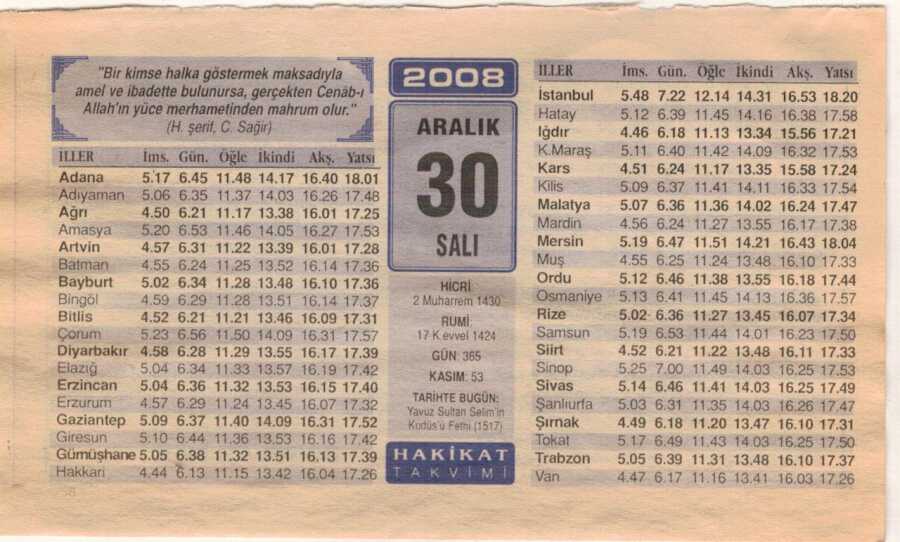 "Bir kimse halka göstermek maksadıyla
amel ve ibadette bulunursa, gerçekten Cenâb-ı
Allah'ın yüce merhametinden mahrum olur."
(H. şerif, C. Sağir)
İLLER İms. Gün. Öğle İkindi Akş. Yatsı
Adana 5.17 6.45 11.48 14.17 16.40 18.01
Adıyaman 5.06 6.35 11.37 14.03 16.26 17.48
Ağrı 4.50 6.21 11.17 13.38 16.01 17.25
Amasya 5.20 6.53 11.46 14.05 16.27 17.53
Artvin 4.57 6.31 11.22 13.39 16.01 17.28
Batman 4.55 6.24 11.25 13.52 16.14 17.36
Bayburt 5.02 6.34 11.28 13.48 16.10 17.36
Bingöl 4.59 6.29 11.28 13.51 16.14 17.37
Bitlis 4.52 6.21 11.21 13.46 16.09 17.31
Çorum 5.23 6.56 11.50 14.09 16.31 17.57
Diyarbakır 4.58 6.28 11.29 13.55 16.17 17.39
Elazığ 5.04 6.34 11.33 13.57 16.19 17.42
Erzincan 5.04 6.36 11.32 13.53 16.15 17.40
Erzurum 4.57 6.29 11.24 13.45 16.07 17.32
Gaziantep 5.09 6.37 11.40 14.09 16.31 17.52
Giresun 5.10 6.44 11.36 13.53 16.16 17.42
Gümüşhane 5.05 6.38 11.32 13.51 16.13 17.39
Hakkari 4.44 6.13 11.15 13.42 16.04 17.26
2008
ARALIK
30
SALI
HİCRİ
2 Muharrem 1430
RUMİ
17 K.evvel 1424
GÜN: 365
KASIM: 53
TARİHTE BUGÜN:
Yavuz Sultan Selim'in
Kudüs'ü Fethi (1517)
HAKİKAT
TAKVİMİ
İLLER İms. Gün. Öğle İkindi Akş. Yatsı
İstanbul 5.48 7.22 12.14 14.31 16.53 18.20
Hatay 5.12 6.39 11.45 14.16 16.38 17.58
Iğdır 4.46 6.18 11.13 13.34 15.56 17.21
K.Maraş 5.11 6.40 11.42 14.09 16.32 17.53
Kars 4.51 6.24 11.17 13.35 15.58 17.24
Kilis 5.09 6.37 11.41 14.11 16.33 17.54
Malatya 5.07 6.36 11.36 14.02 16.24 17.47
Mardin 4.56 6.24 11.27 13.55 16.17 17.38
Mersin 5.19 6.47 11.51 14.21 16.43 18.04
Muş 4.55 6.25 11.24 13.48 16.10 17.33
Ordu 5.12 6.46 11.38 13.55 16.18 17.44
Osmaniye 5.13 6.41 11.45 14.13 16.36 17.57
Rize 5.02 6.36 11.27 13.45 16.07 17.34
Samsun 5.19 6.53 11.44 14.01 16.23 17.50
Siirt 4.52 6.21 11.22 13.48 16.11 17.33
Sinop 5.25 7.00 11.49 14.03 16.25 17.53
Sivas 5.14 6.46 11.41 14.03 16.25 17.49
Şanlıurfa 5.03 6.31 11.35 14.03 16.26 17.47
Şırnak 4.49 6.18 11.20 13.47 16.10 17.31
Tokat 5.17 6.49 11.43 14.03 16.25 17.50
Trabzon 5.05 6.39 11.31 13.48 16.10 17.37
Van 4.47 6.17 11.16 13.41 16.03 17.26